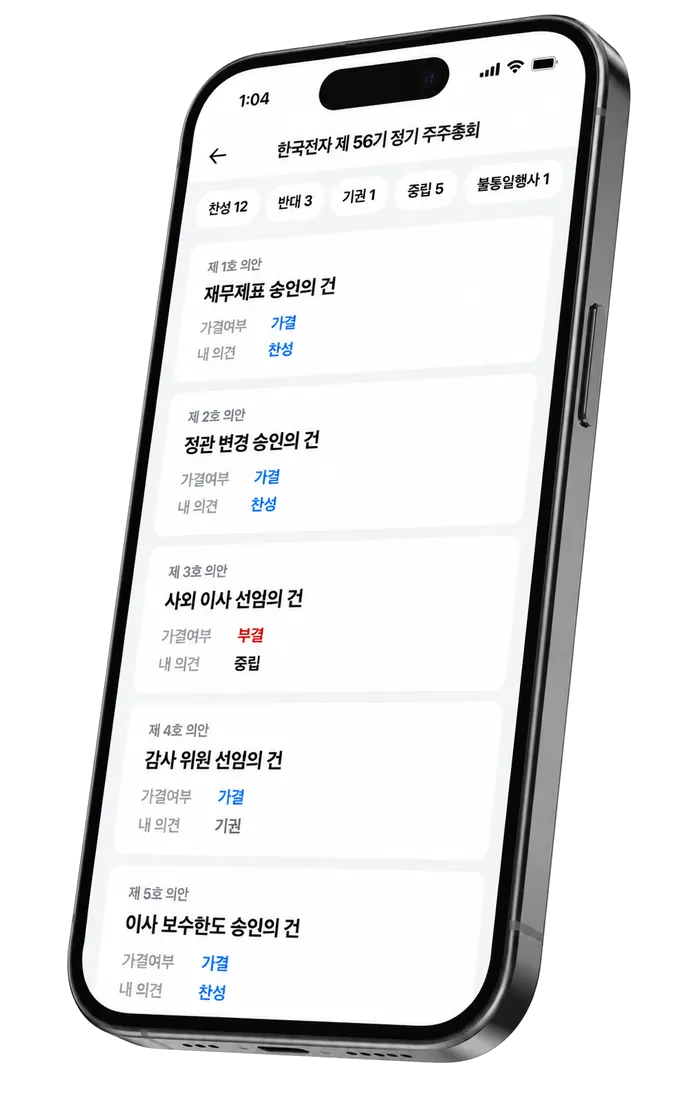 1:04
한국전자 제 56기 정기 주주총회
찬성 12 반대 3 기권 1 중립 5 불통일행사 1
제 1호 의안
재무제표 승인의 건
가결여부 가결
내 의견 찬성
제 2호 의안
정관 변경 승인의 건
가결여부 가결
내 의견 찬성
제 3호 의안
사외 이사 선임의 건
가결여부 부결
내 의견 중립
제 4호 의안
감사 위원 선임의 건
가결여부 가결
내 의견 기권
제 5호 의안
이사 보수한도 승인의 건
가결여부 가결
내 의견 찬성